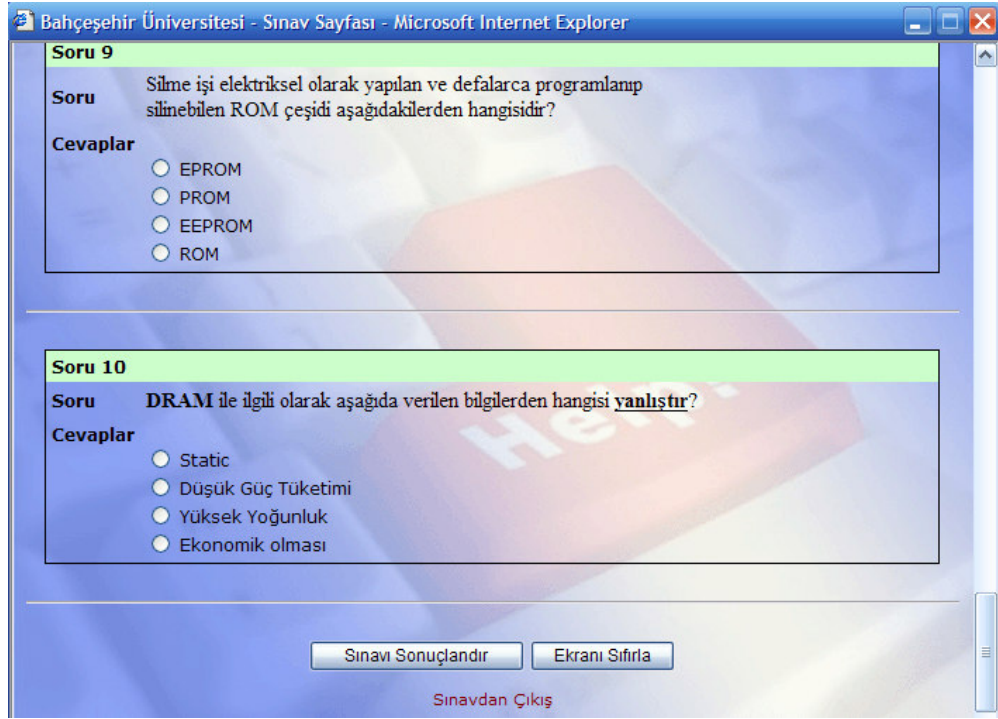 Bahçeşehir Üniversitesi - Sınav Sayfası - Microsoft Internet Explorer
Soru 9
Soru
Silme işi elektriksel olarak yapılan ve defalarca programlanıp
silinebilen ROM çeşidi aşağıdakilerden hangisidir?
Cevaplar
EPROM
PROM
EEPROM
ROM
Soru 10
Soru DRAM ile ilgili olarak aşağıda verilen bilgilerden hangisi yanlıştır?
Cevaplar
Static
Düşük Güç Tüketimi
Yüksek Yoğunluk
Ekonomik olması
Help!
Sınavı Sonuçlandır Ekranı Sıfırla
Sınavdan Çıkış